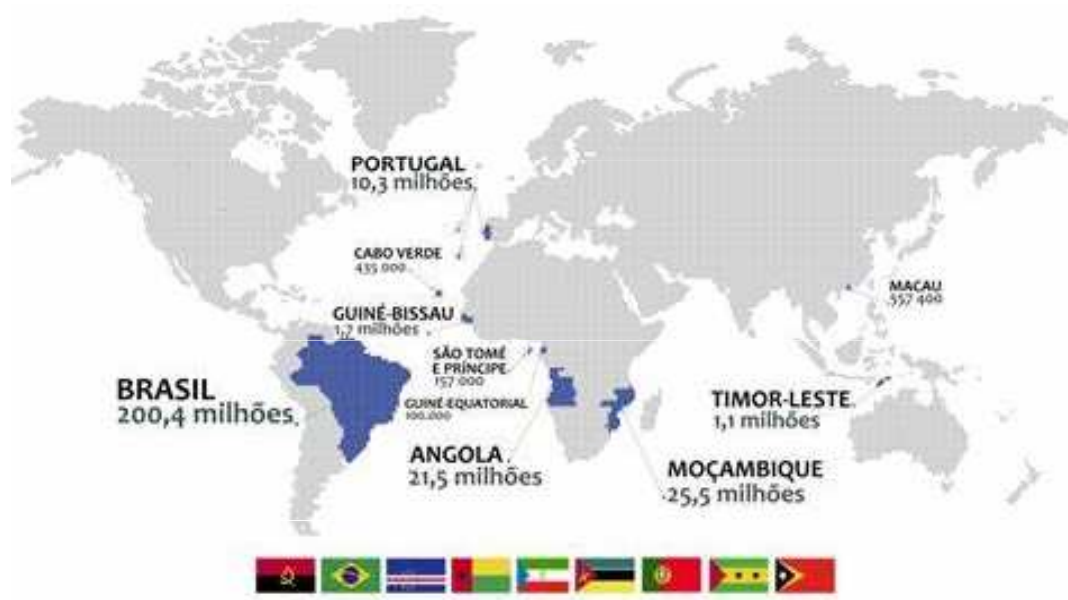 PORTUGAL
10,3 milhões
CABO VERDE
435 000
GUINÉ-BISSAU
1,7 milhões
SÃO TOMÉ
E PRÍNCIPE
157 000
MACAU
557 400
BRASIL
200,4 milhões
GUINÉ-EQUATORIAL
100.000
TIMOR-LESTE
1,1 milhões
ANGOLA
21,5 milhões
MOÇAMBIQUE
25,5 milhões